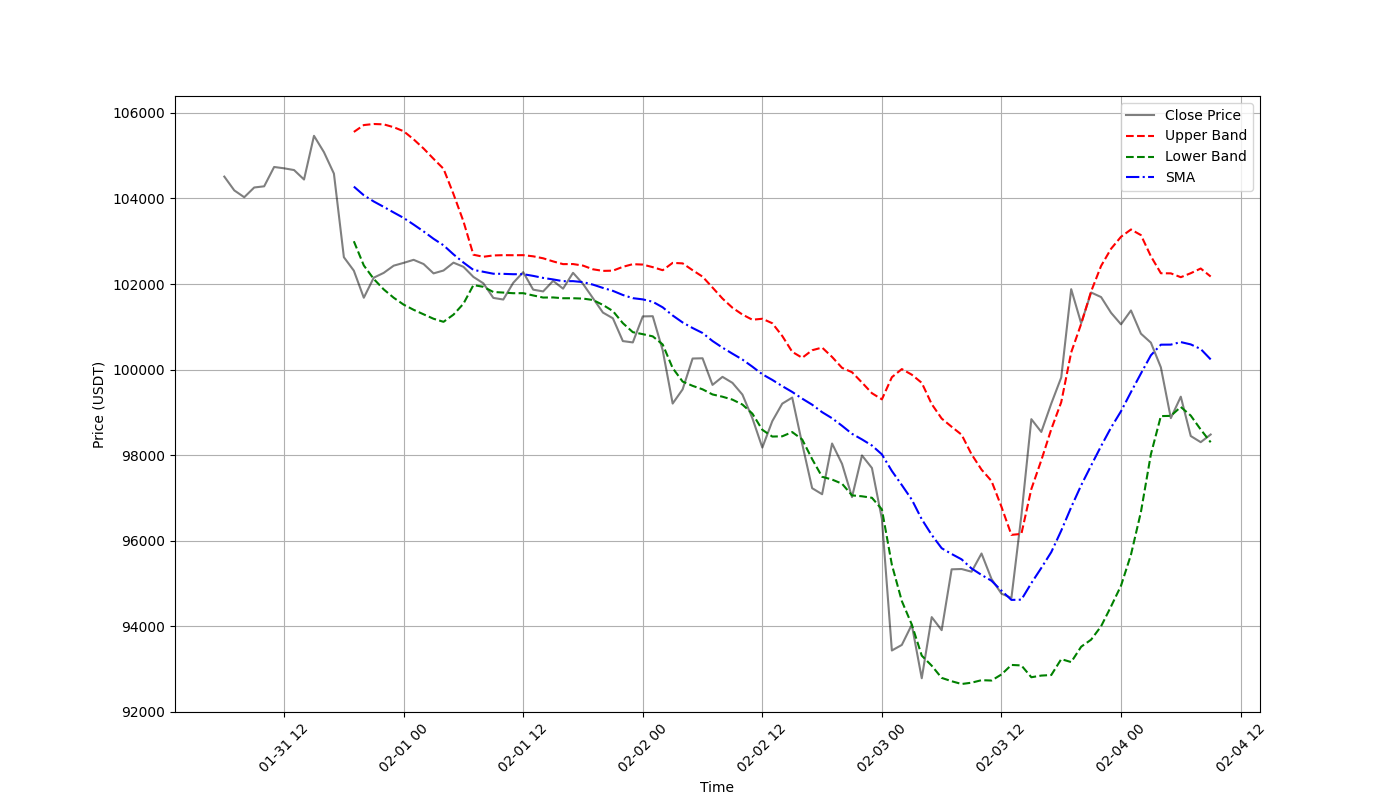 106000
104000
102000
100000
98000
96000
94000
92000
Price (USDT)
Close Price
Upper Band
Lower Band
SMA
01-31 12
02-01 00
02-01 12
02-02 00
02-02 12
02-03 00
02-03 12
02-04 00
02-04 12
Time